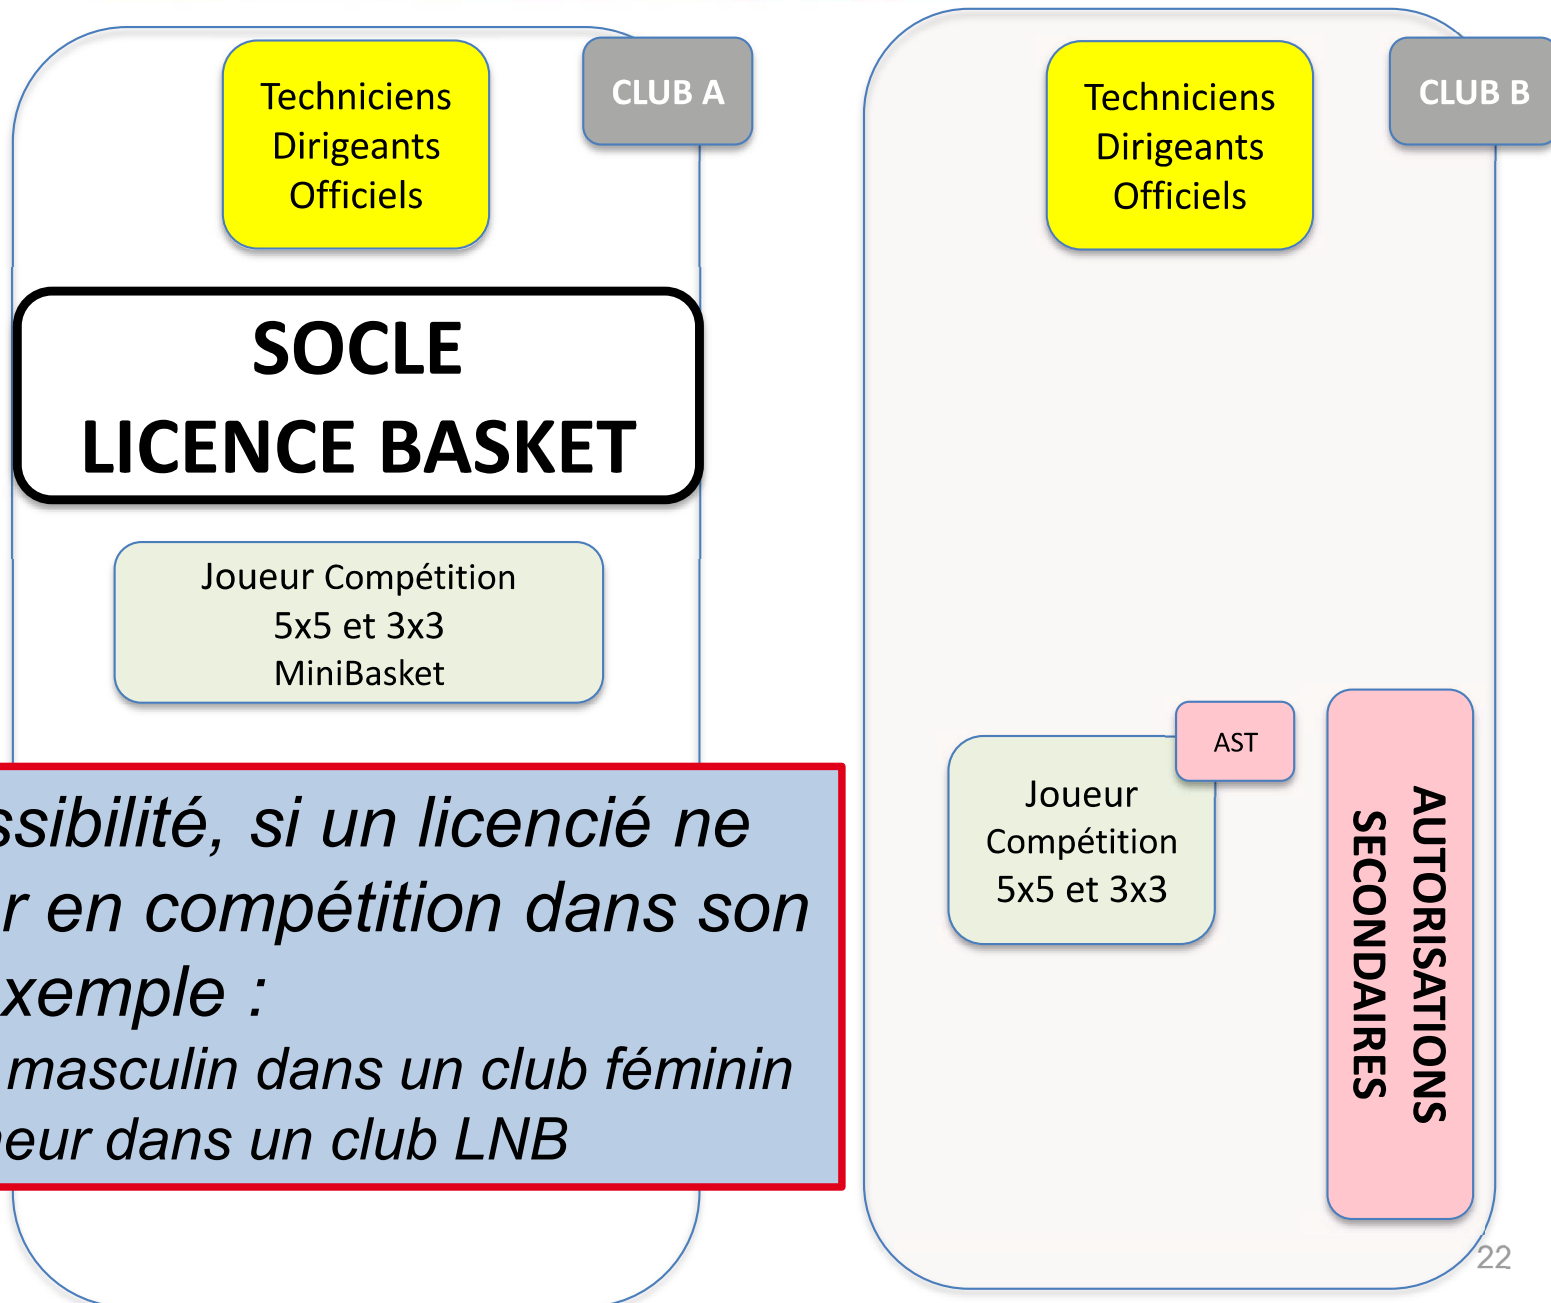 Techniciens
Dirigeants
Officiels
CLUB A
SOCLE
LICENCE BASKET
Joueur Compétition
5x5 et 3x3
MiniBasket
ssibilité, si un licencié ne
r en compétition dans son
xemple :
masculin dans un club féminin
eur dans un club LNB
Techniciens
Dirigeants
Officiels
CLUB B
AST
Joueur
Compétition
5x5 et 3x3
AUTORISATIONS
SECONDAIRES
22